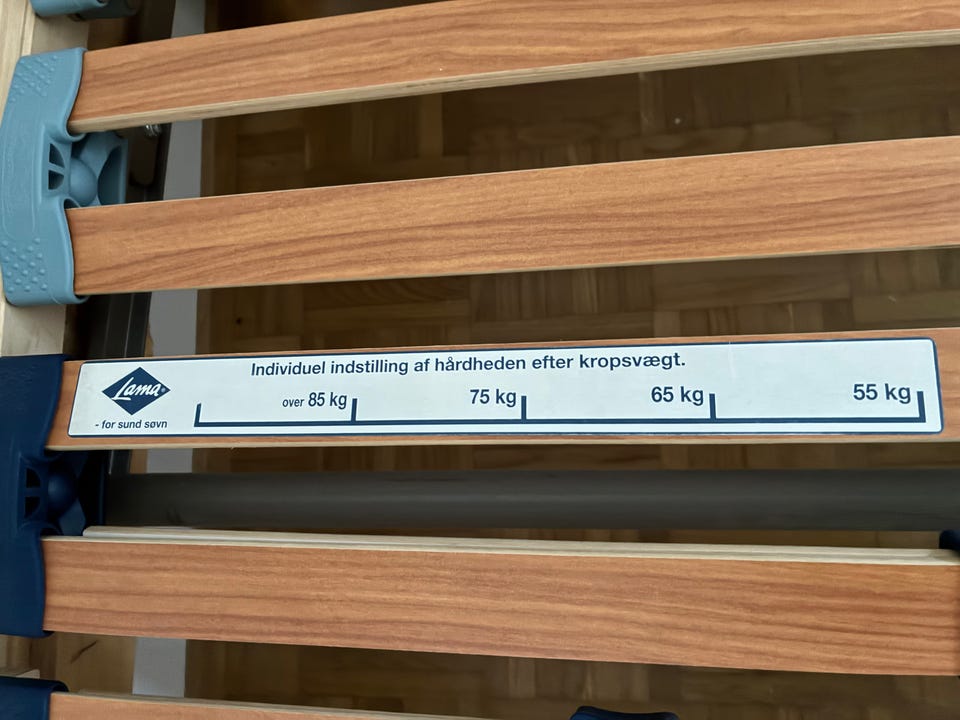 Individuel indstilling af hårdheden efter kropsvægt.
Lama®
- for sund søvn
over 85 kg 75 kg 65 kg 55 kg